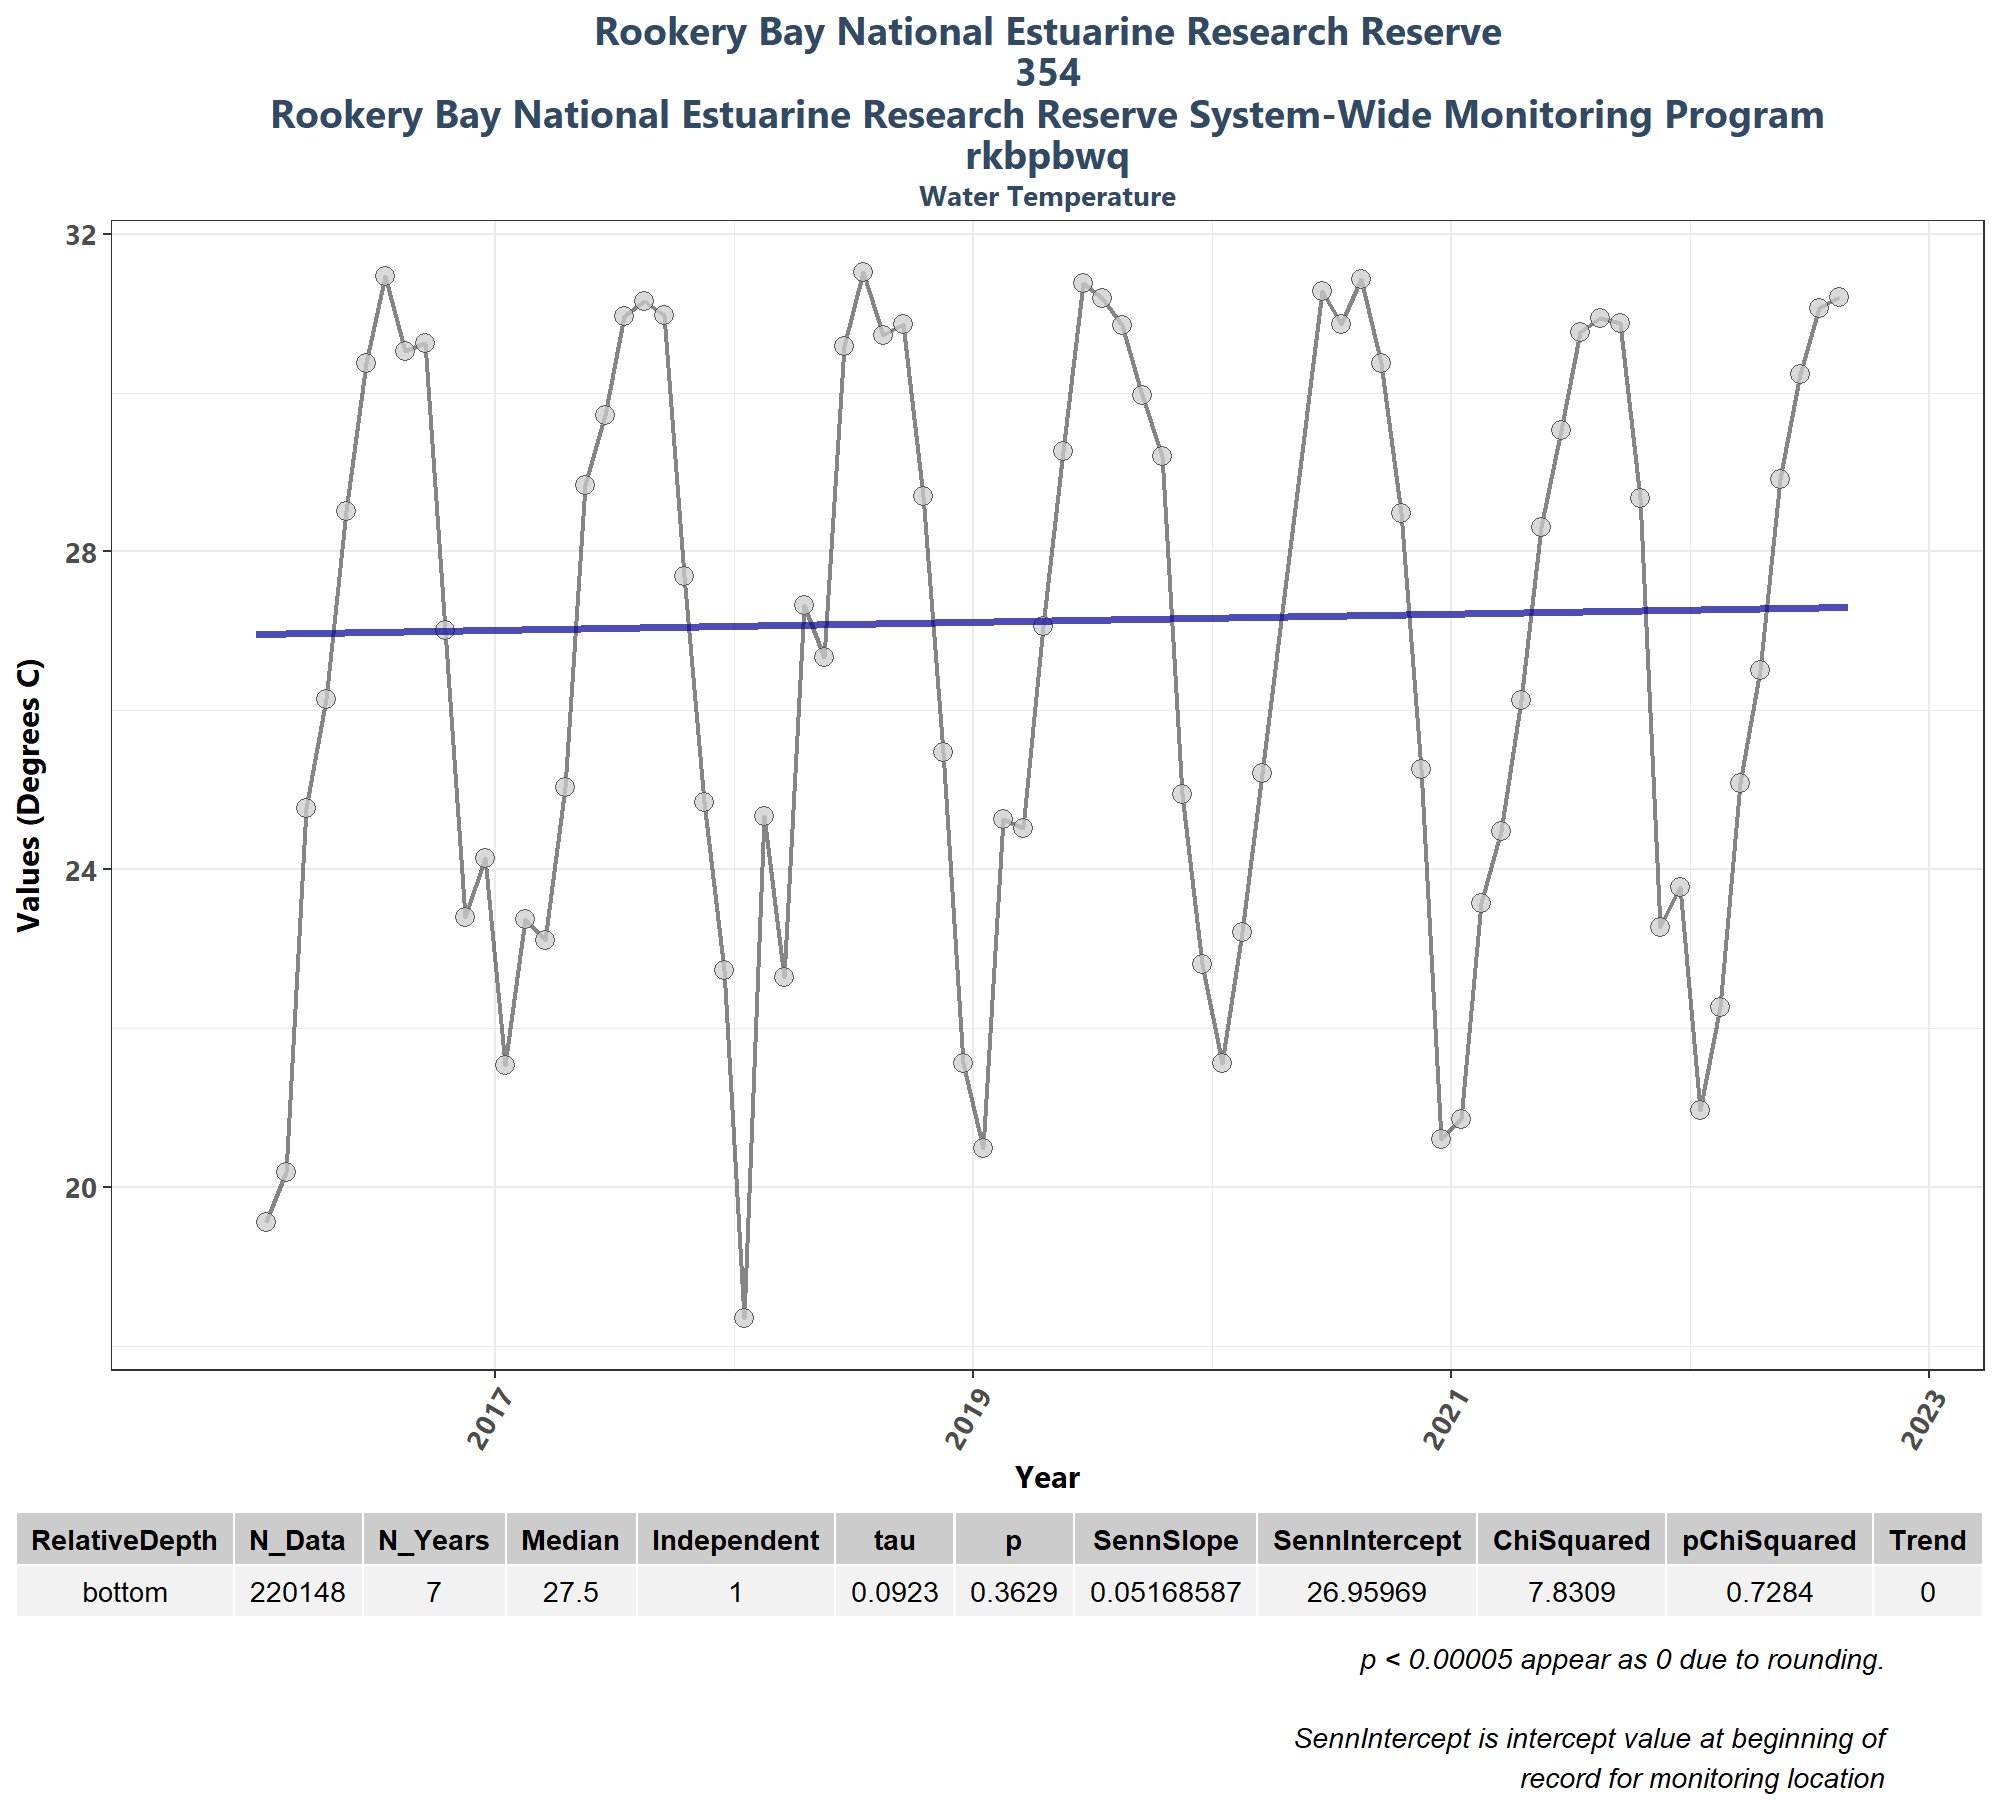 Rookery Bay National Estuarine Research Reserve
354
Rookery Bay National Estuarine Research Reserve System-Wide Monitoring Program
rkbpbwq
Water Temperature
32
28
24
20
Values (Degrees C)
2017
2019
2021
2023
Year
RelativeDepth N_Data N_Years Median Independent tau p SennSlope SennIntercept ChiSquared pChiSquared Trend
bottom 220148 7 27.5 1 0.0923 0.3629 0.05168587 26.95969 7.8309 0.7284 0
p < 0.00005 appear as 0 due to rounding.
SennIntercept is intercept value at beginning of
record for monitoring location